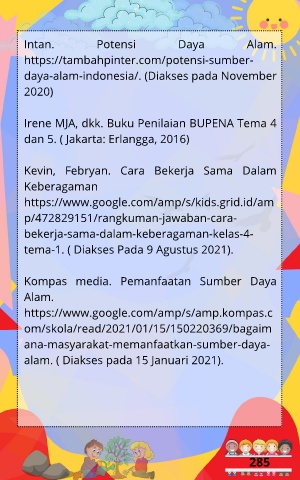 Intan. Potensi Daya Alam.
https://tambahpinter.com/potensi-sumber-
daya-alam-indonesia/. (Diakses pada November
2020)
Irene MJA, dkk. Buku Penilaian BUPENA Tema 4
dan 5. ( Jakarta: Erlangga, 2016)
Kevin, Febryan. Cara Bekerja Sama Dalam
Keberagaman
https://www.google.com/amp/s/kids.grid.id/am
p/472829151/rangkuman-jawaban-cara-
bekerja-sama-dalam-keberagaman-kelas-4-
tema-1. ( Diakses Pada 9 Agustus 2021).
Kompas media. Pemanfaatan Sumber Daya
Alam.
https://www.google.com/amp/s/amp.kompas.c
om/skola/read/2021/01/15/150220369/bagaim
ana-masyarakat-memanfaatkan-sumber-daya-
alam. ( Diakses pada 15 Januari 2021).
285